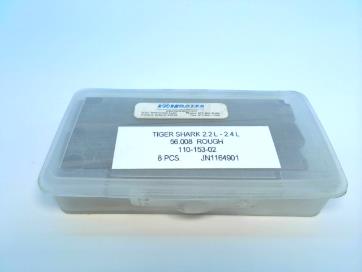 TIGER SHARK 2.2 L - 2.4 L
56.008 ROUGH
110-153-02
8 PCS. JN1164901